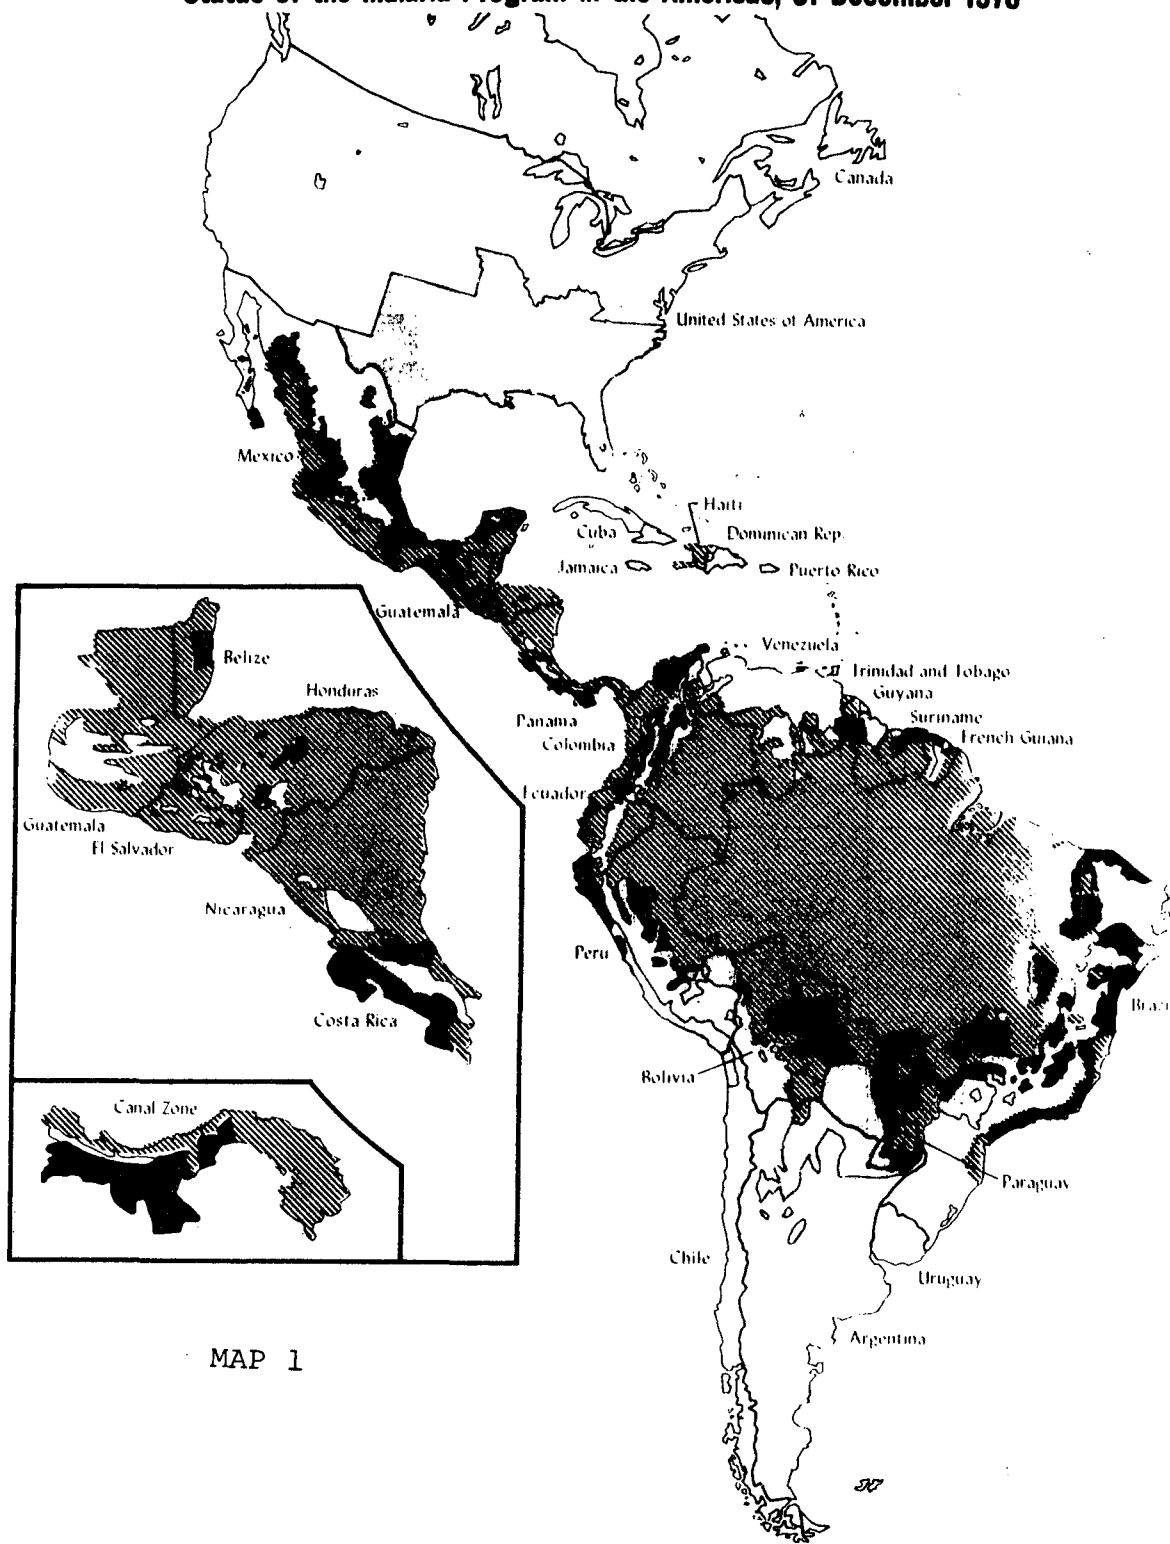 Status of the Malaria Program in the Americas, 31 December 1976
Canada
United States of America
Mexico
Haiti
Cuba
Dominican Rep.
Jamaica
Puerto Rico
Guatemala
Venezuela
Trinidad and Tobago
Guyana
Suriname
French Guiana
Panama
Colombia
Ecuador
Peru
Brazi
Bolivia
Paraguay
Chile
Uruguay
Argentina
Belize
Honduras
Guatemala
El Salvador
Nicaragua
Costa Rica
Canal Zone
MAP 1